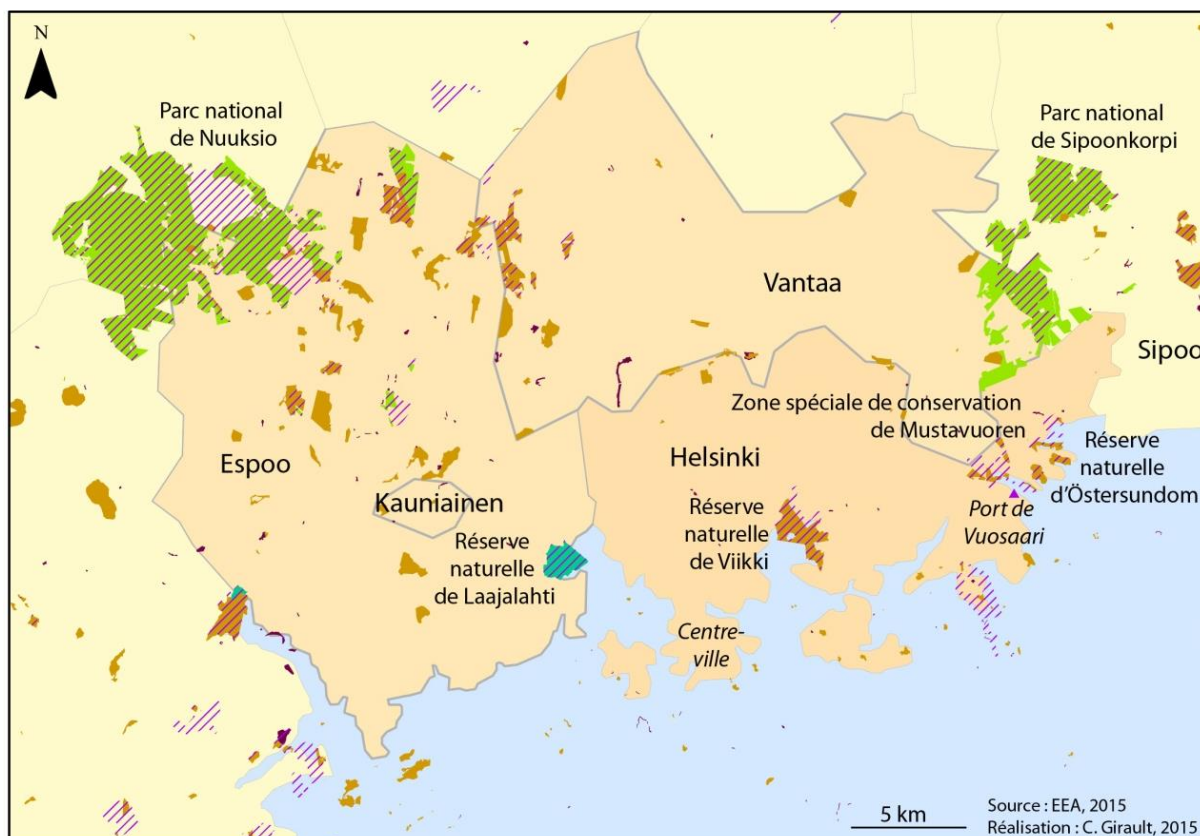 N
Parc national
de Nuuksio
Parc national
de Sipoonkorpi
Vantaa
Sipoo
Zone spéciale de conservation
de Mustavuoren
Espoo
Helsinki
Réserve
naturelle
d'Östersundom
Kauniainen
Réserve
naturelle
de Viikki
Port de
Vuosaari
Réserve
naturelle
de Laajalahti
Centre-
ville
5 km
Source : EEA, 2015
Réalisation : C. Girault, 2015